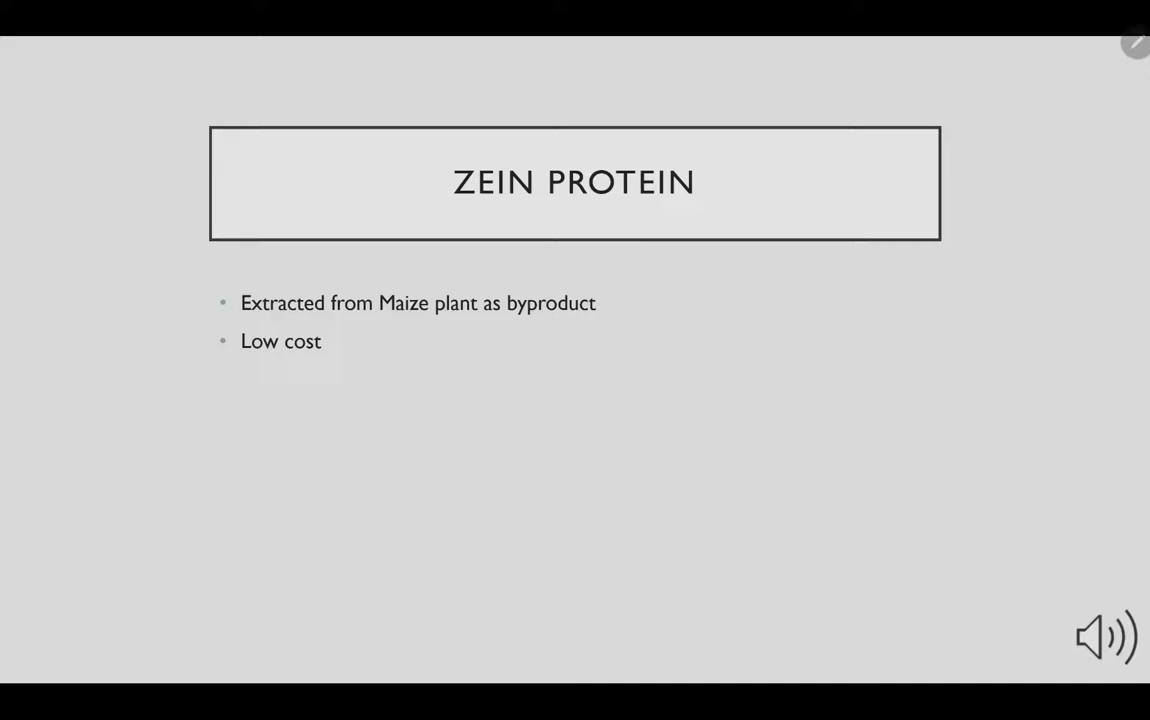 ZEIN PROTEIN
• Extracted from Maize plant as byproduct
• Low cost